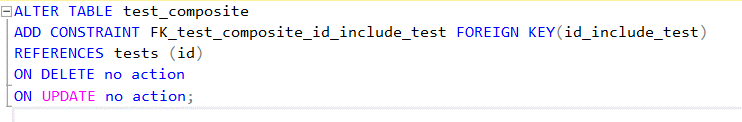 ALTER TABLE test_composite
ADD CONSTRAINT FK_test_composite_id_include_test FOREIGN KEY(id_include_test)
REFERENCES tests (id)
ON DELETE no action
ON UPDATE no action;